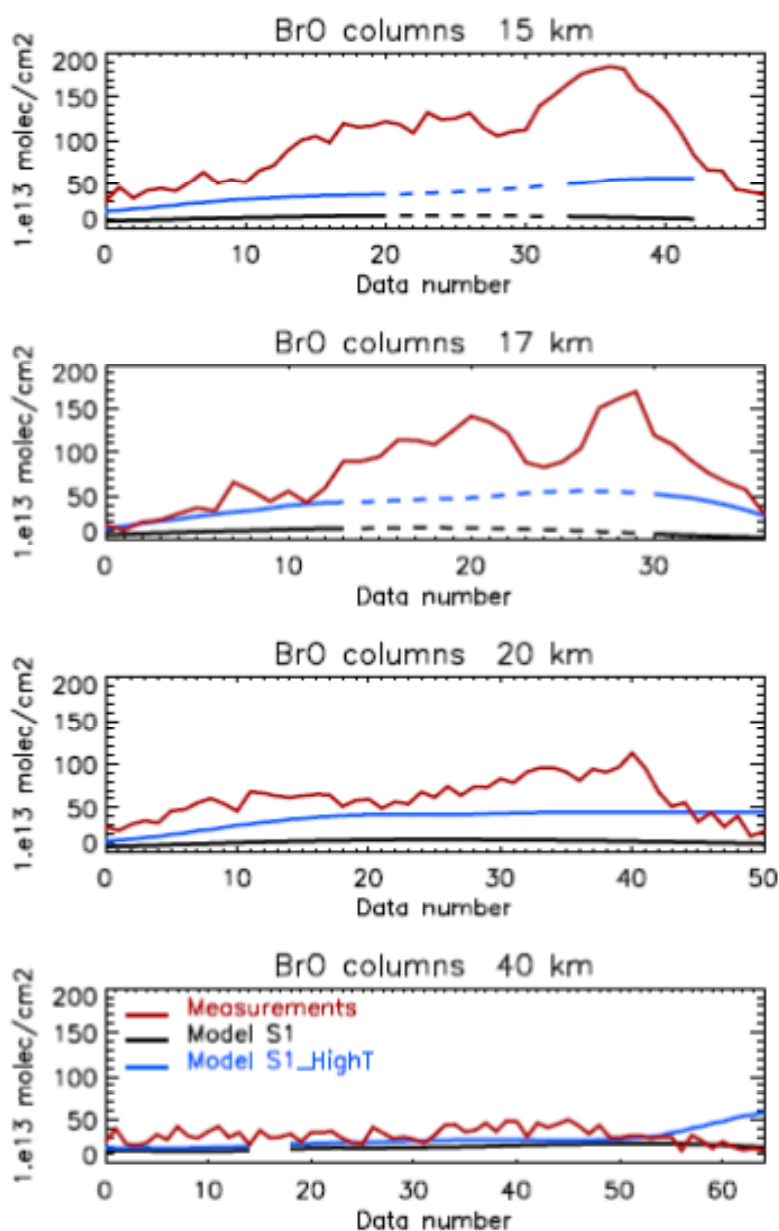 BrO columns 15 km
200
150
100
50
0
1.e13 molec/cm2
0 10 20 30 40
Data number
BrO columns 17 km
200
150
100
50
0
1.e13 molec/cm2
0 10 20 30
Data number
BrO columns 20 km
200
150
100
50
0
1.e13 molec/cm2
0 10 20 30 40 50
Data number
BrO columns 40 km
200
150
100
50
0
1.e13 molec/cm2
Measurements
Model S1
Model S1_HighT
0 10 20 30 40 50 60
Data number